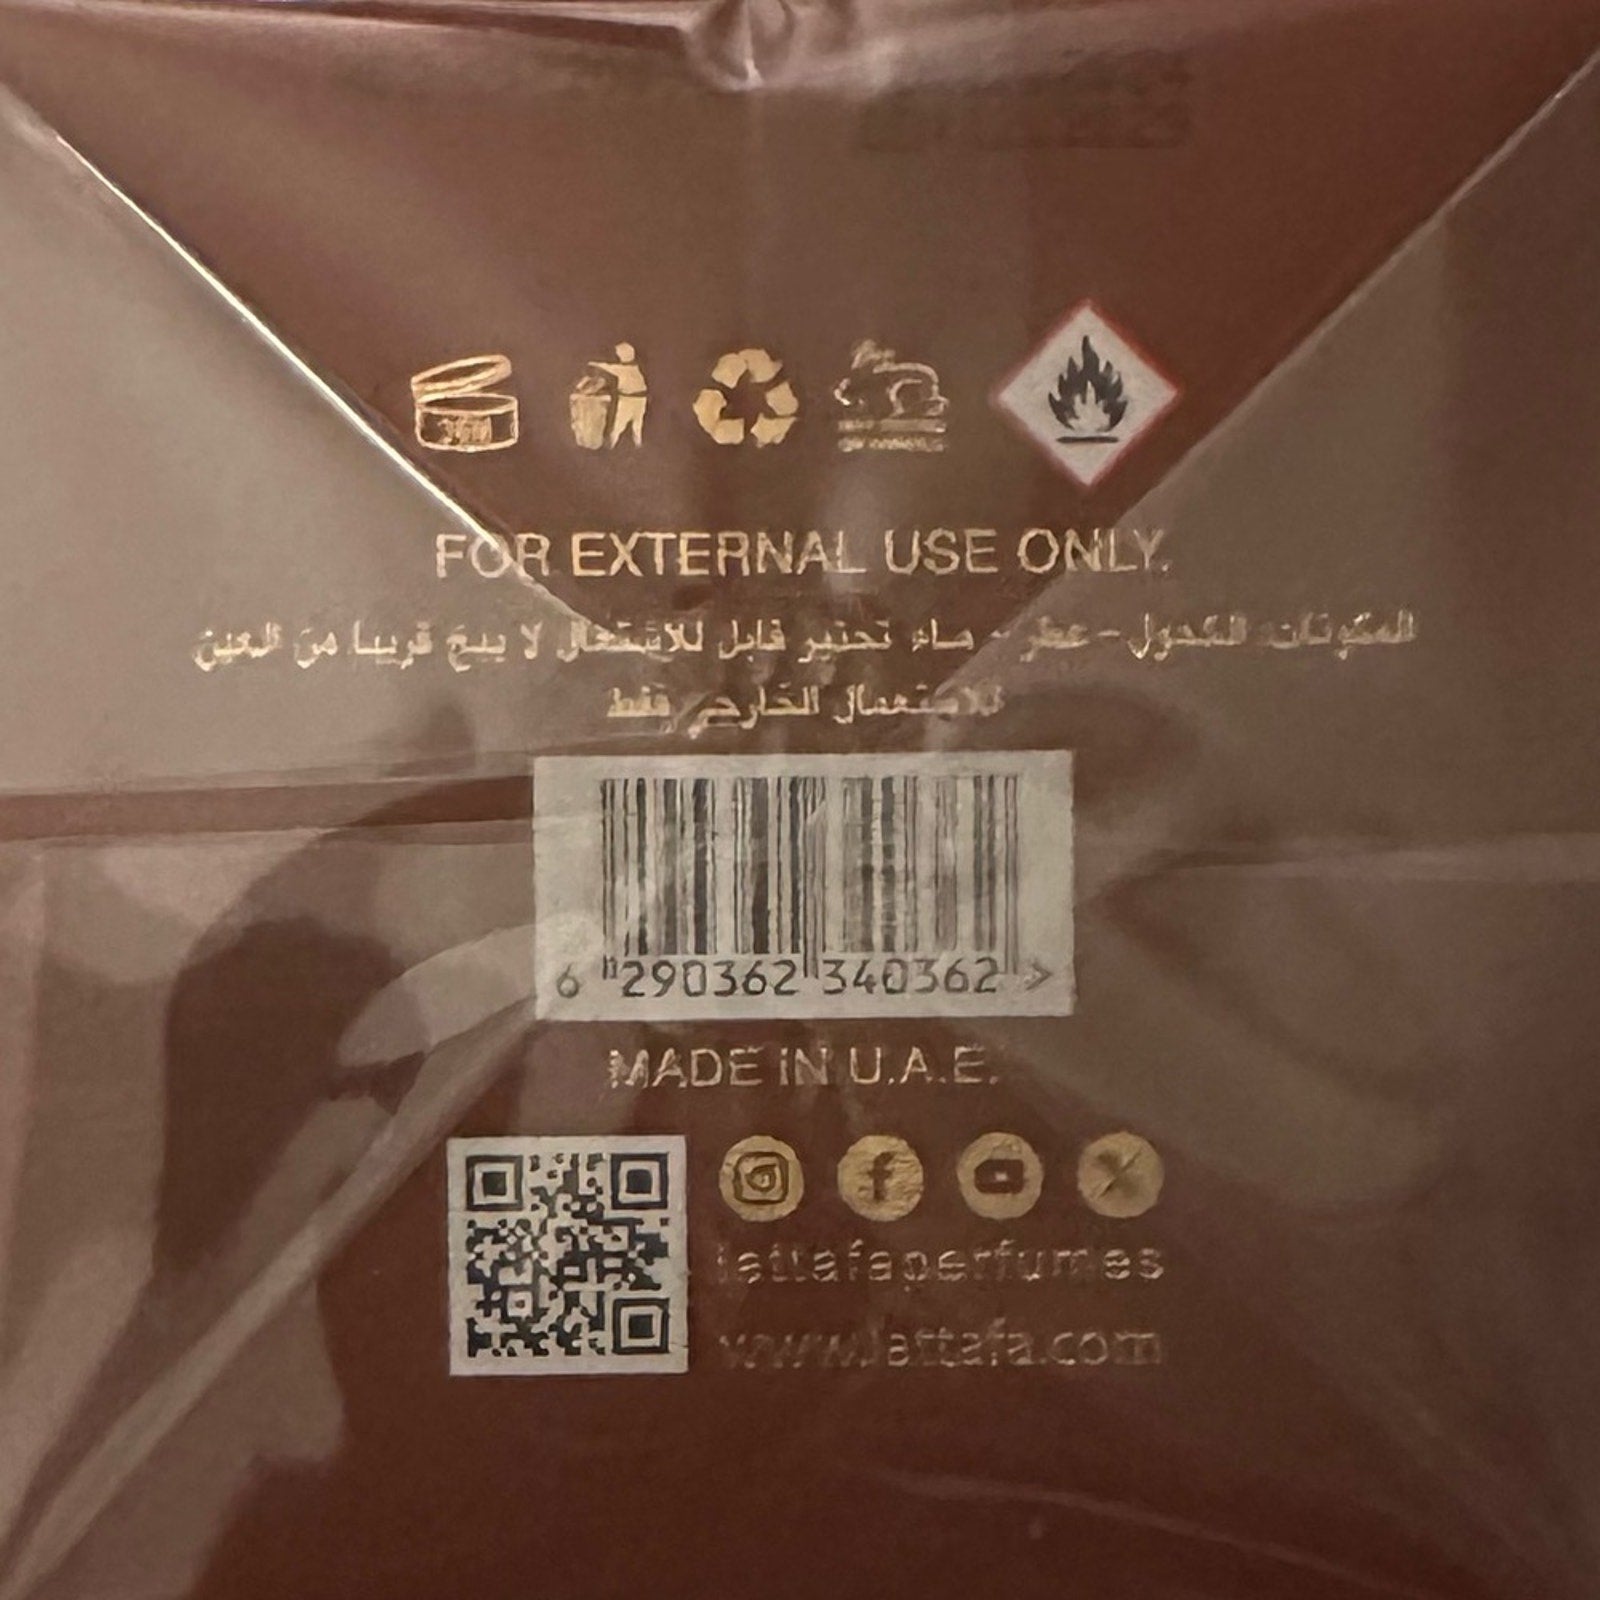 36M
FOR EXTERNAL USE ONLY.
المكونات: الكحول - عطر - ماء تحذير قابل للاشتعال لا يبخ قريبا من العين
للاستعمال الخارجي فقط
6 290362 340362 >
MADE IN U.A.E.
lattafaperfumes
www.lattafa.com